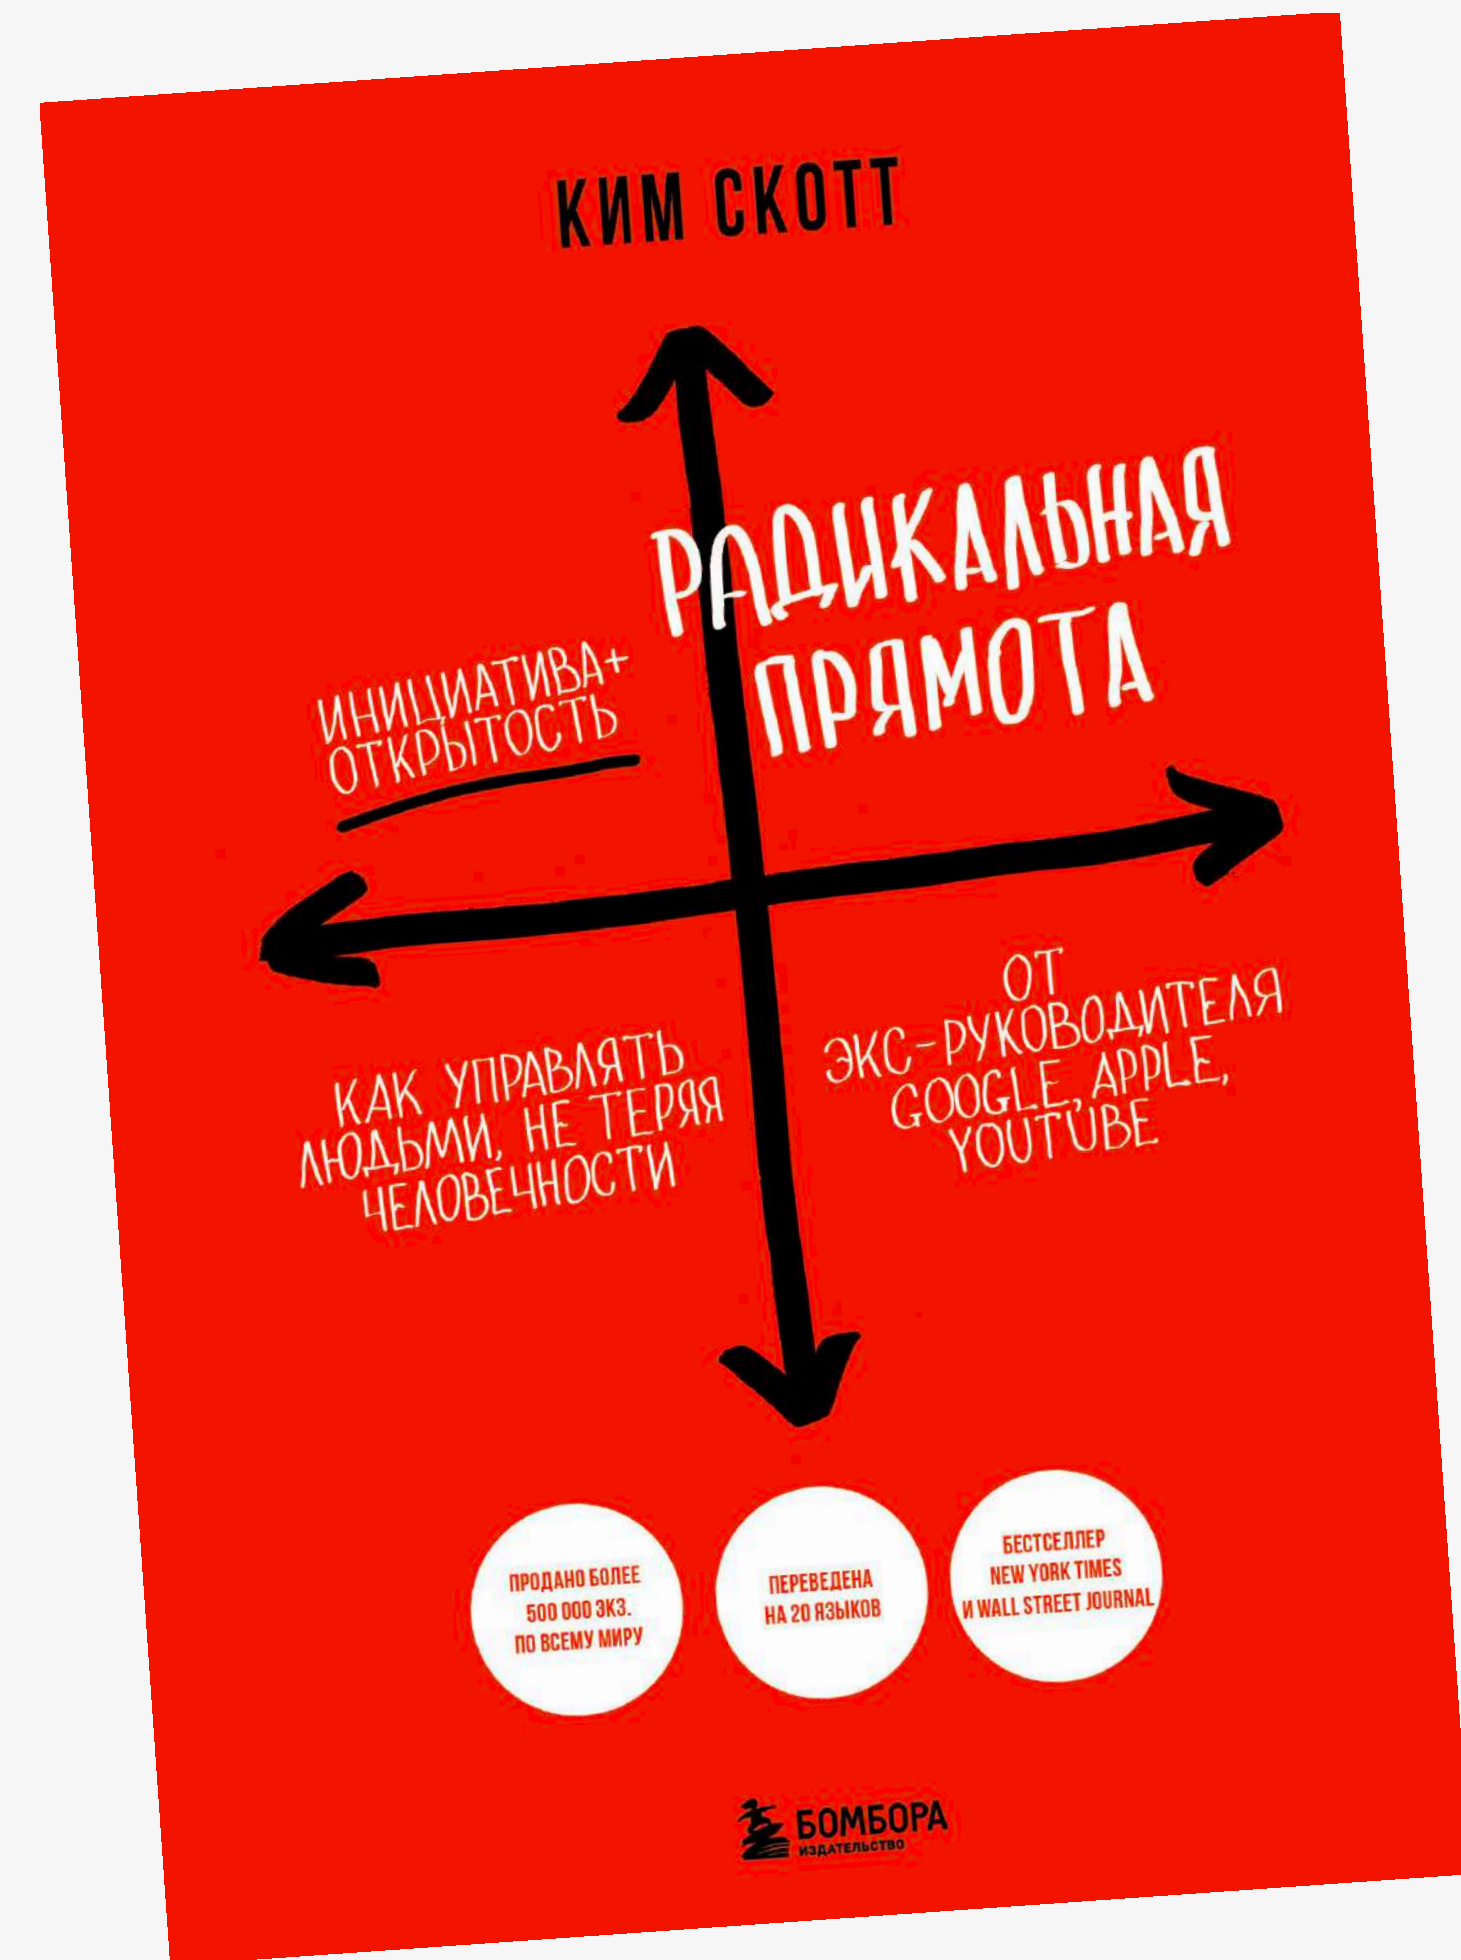 КИМ СКОТТ
РАДИКАЛЬНАЯ
ПРЯМОТА
ИНИЦИАТИВА+
ОТКРЫТОСТЬ
КАК УПРАВЛЯТЬ
ЛЮДЬМИ, НЕ ТЕРЯЯ
ЧЕЛОВЕЧНОСТИ
ОТ
ЭКС-РУКОВОДИТЕЛЯ
GOOGLE, APPLE,
YOUTUBE
ПРОДАНО БОЛЕЕ
500 000 ЭКЗ.
ПО ВСЕМУ МИРУ
ПЕРЕВЕДЕНА
НА 20 ЯЗЫКОВ
БЕСТСЕЛЛЕР
NEW YORK TIMES
И WALL STREET JOURNAL
БОМБОРА
ИЗДАТЕЛЬСТВО